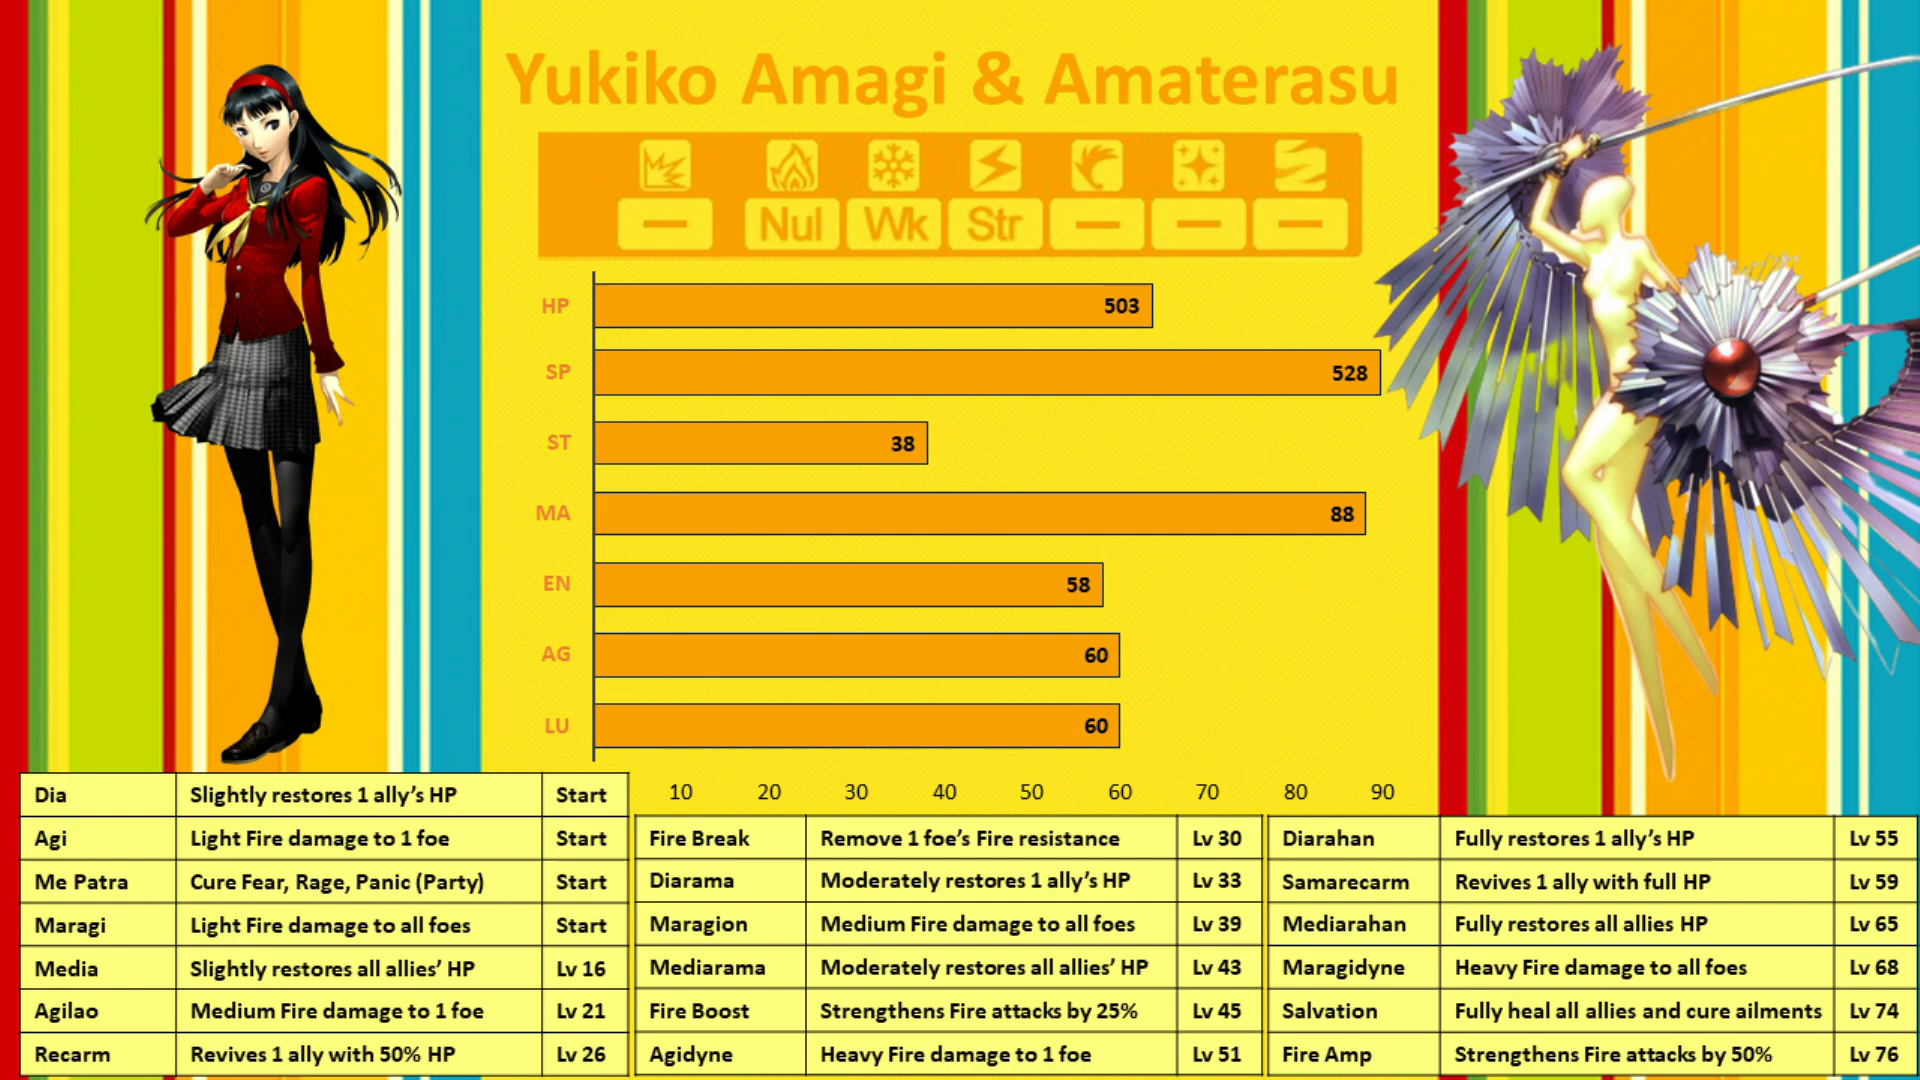 Yukiko Amagi & Amaterasu
Nul Wk Str
HP 503
SP 528
ST 38
MA 88
EN 58
AG 60
LU 60
10 20 30 40 50 60 70 80 90
Dia Slightly restores 1 ally’s HP Start
Agi Light Fire damage to 1 foe Start
Me Patra Cure Fear, Rage, Panic (Party) Start
Maragi Light Fire damage to all foes Start
Media Slightly restores all allies’ HP Lv 16
Agilao Medium Fire damage to 1 foe Lv 21
Recarm Revives 1 ally with 50% HP Lv 26
Fire Break Remove 1 foe’s Fire resistance Lv 30
Diarama Moderately restores 1 ally’s HP Lv 33
Maragion Medium Fire damage to all foes Lv 39
Mediarama Moderately restores all allies’ HP Lv 43
Fire Boost Strengthens Fire attacks by 25% Lv 45
Agidyne Heavy Fire damage to 1 foe Lv 51
Diarahan Fully restores 1 ally’s HP Lv 55
Samarecarm Revives 1 ally with full HP Lv 59
Mediarahan Fully restores all allies HP Lv 65
Maragidyne Heavy Fire damage to all foes Lv 68
Salvation Fully heal all allies and cure ailments Lv 74
Fire Amp Strengthens Fire attacks by 50% Lv 76